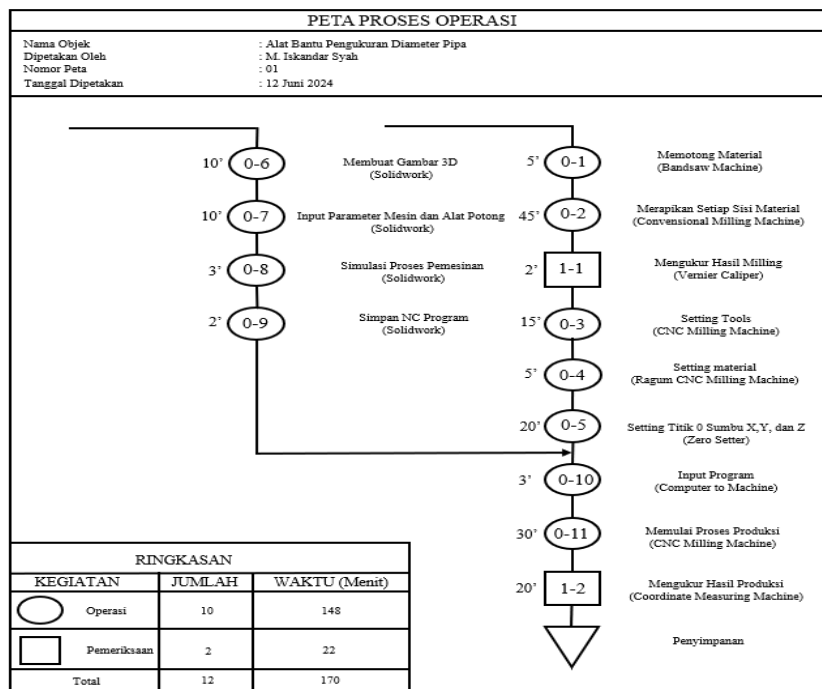 PETA PROSES OPERASI
Nama Objek : Alat Bantu Pengukuran Diameter Pipa
Dipetakan Oleh : M. Iskandar Syah
Nomor Peta : 01
Tanggal Dipetakan : 12 Juni 2024
10’ 0-6 Membuat Gambar 3D
(Solidwork)
10’ 0-7 Input Parameter Mesin dan Alat Potong
(Solidwork)
3’ 0-8 Simulasi Proses Pemesinan
(Solidwork)
2’ 0-9 Simpan NC Program
(Solidwork)
5’ 0-1 Memotong Material
(Bandsaw Machine)
45’ 0-2 Merapikan Setiap Sisi Material
(Convensional Milling Machine)
2’ 1-1 Mengukur Hasil Milling
(Vernier Caliper)
15’ 0-3 Setting Tools
(CNC Milling Machine)
5’ 0-4 Setting material
(Ragum CNC Milling Machine)
20’ 0-5 Setting Titik 0 Sumbu X,Y, dan Z
(Zero Setter)
3’ 0-10 Input Program
(Computer to Machine)
30’ 0-11 Memulai Proses Produksi
(CNC Milling Machine)
20’ 1-2 Mengukur Hasil Produksi
(Coordinate Measuring Machine)
Penyimpanan
RINGKASAN
KEGIATAN JUMLAH WAKTU (Menit)
Operasi 10 148
Pemeriksaan 2 22
Total 12 170